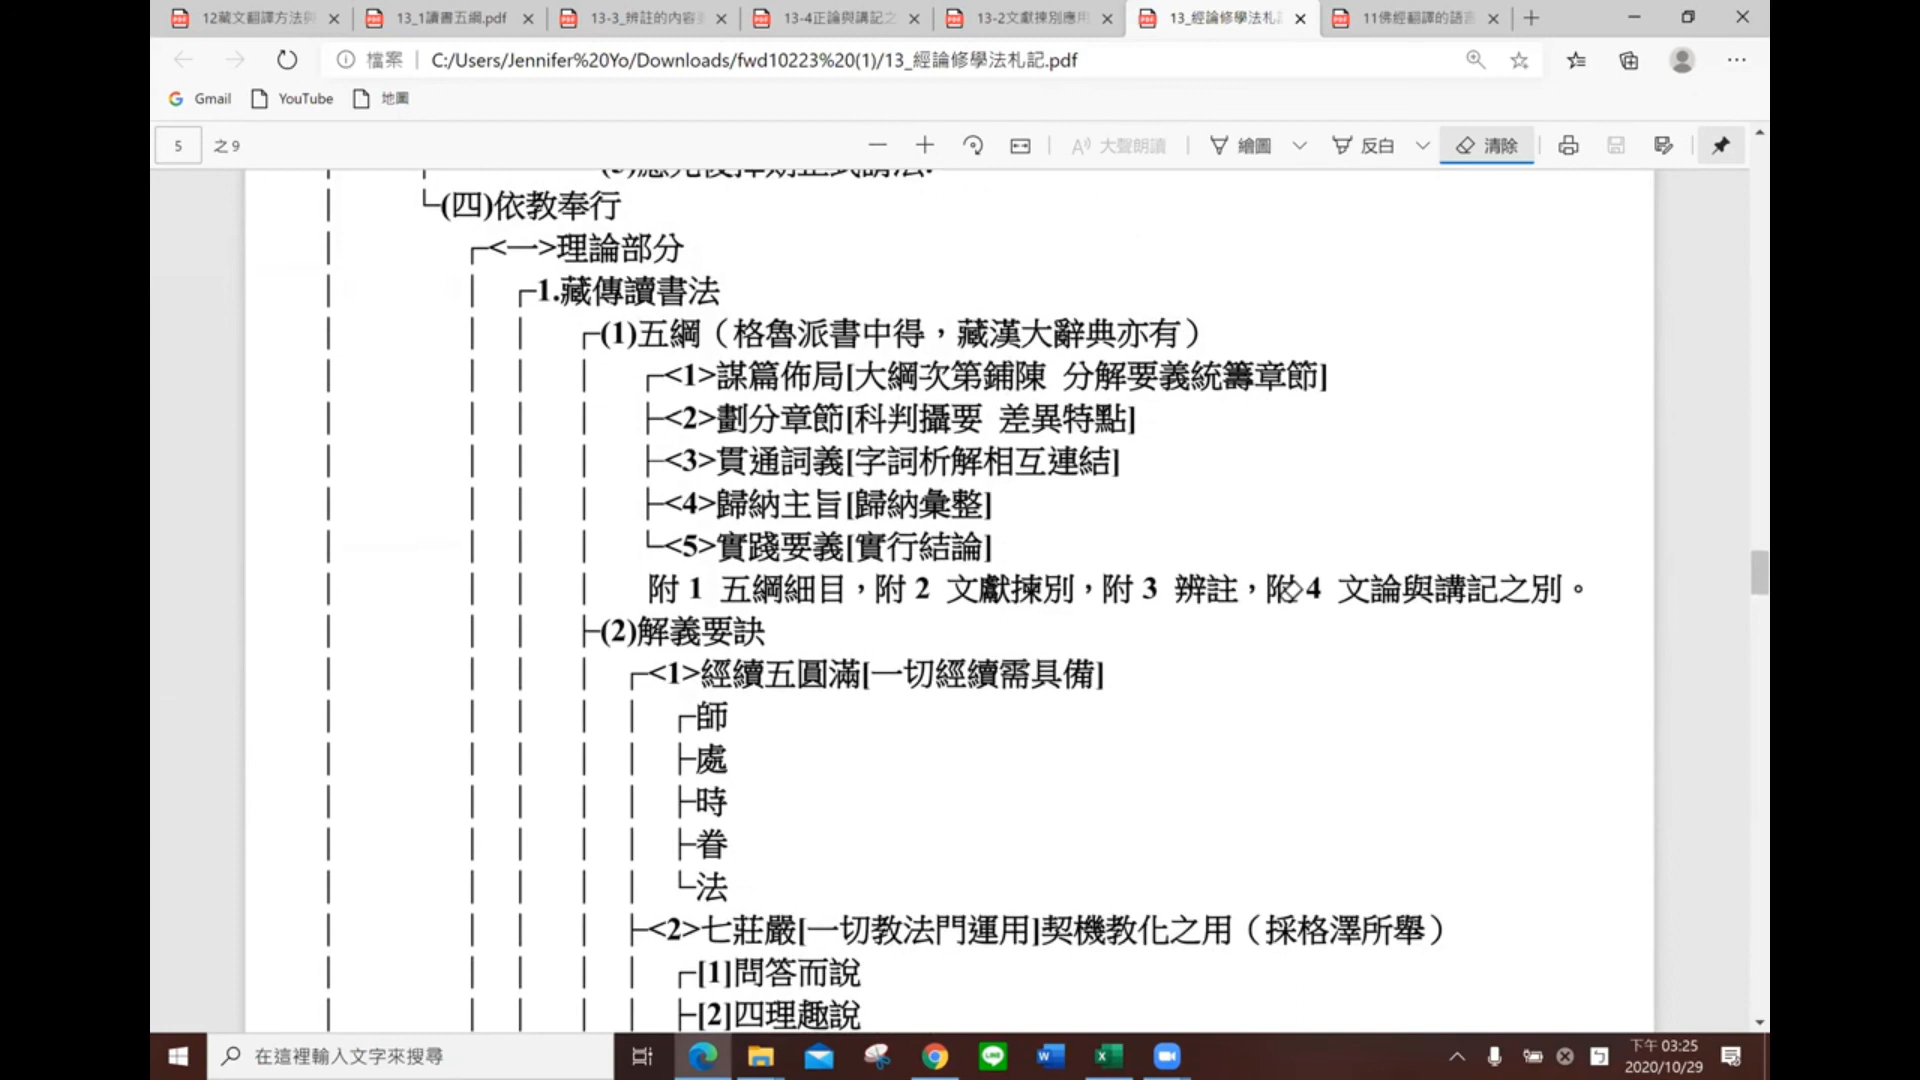 12藏文翻譯方法與
13_1讀書五綱.pdf
13-3_辨註的內容
13-4正論與講記之
13-2文獻揀別應用
13_經論修學法札
11佛經翻譯的語言
檔案 C:/Users/Jennifer%20Yo/Downloads/fwd10223%20(1)/13_經論修學法札記.pdf
Gmail YouTube 地圖
5 之9 大聲朗讀 繪圖 反白 清除
(四)依教奉行
<一>理論部分
1.藏傳讀書法
(1)五綱（格魯派書中得，藏漢大辭典亦有）
<1>謀篇佈局[大綱次第鋪陳 分解要義統籌章節]
<2>劃分章節[科判攝要 差異特點]
<3>貫通詞義[字詞析解相互連結]
<4>歸納主旨[歸納彙整]
<5>實踐要義[實行結論]
附 1 五綱細目，附 2 文獻揀別，附 3 辨註，附 4 文論與講記之別。
(2)解義要訣
<1>經續五圓滿[一切經續需具備]
師
處
時
眷
法
<2>七莊嚴[一切教法門運用]契機教化之用（採格澤所舉）
[1]問答而說
[2]四理趣說
在這裡輸入文字來搜尋
下午 03:25
2020/10/29